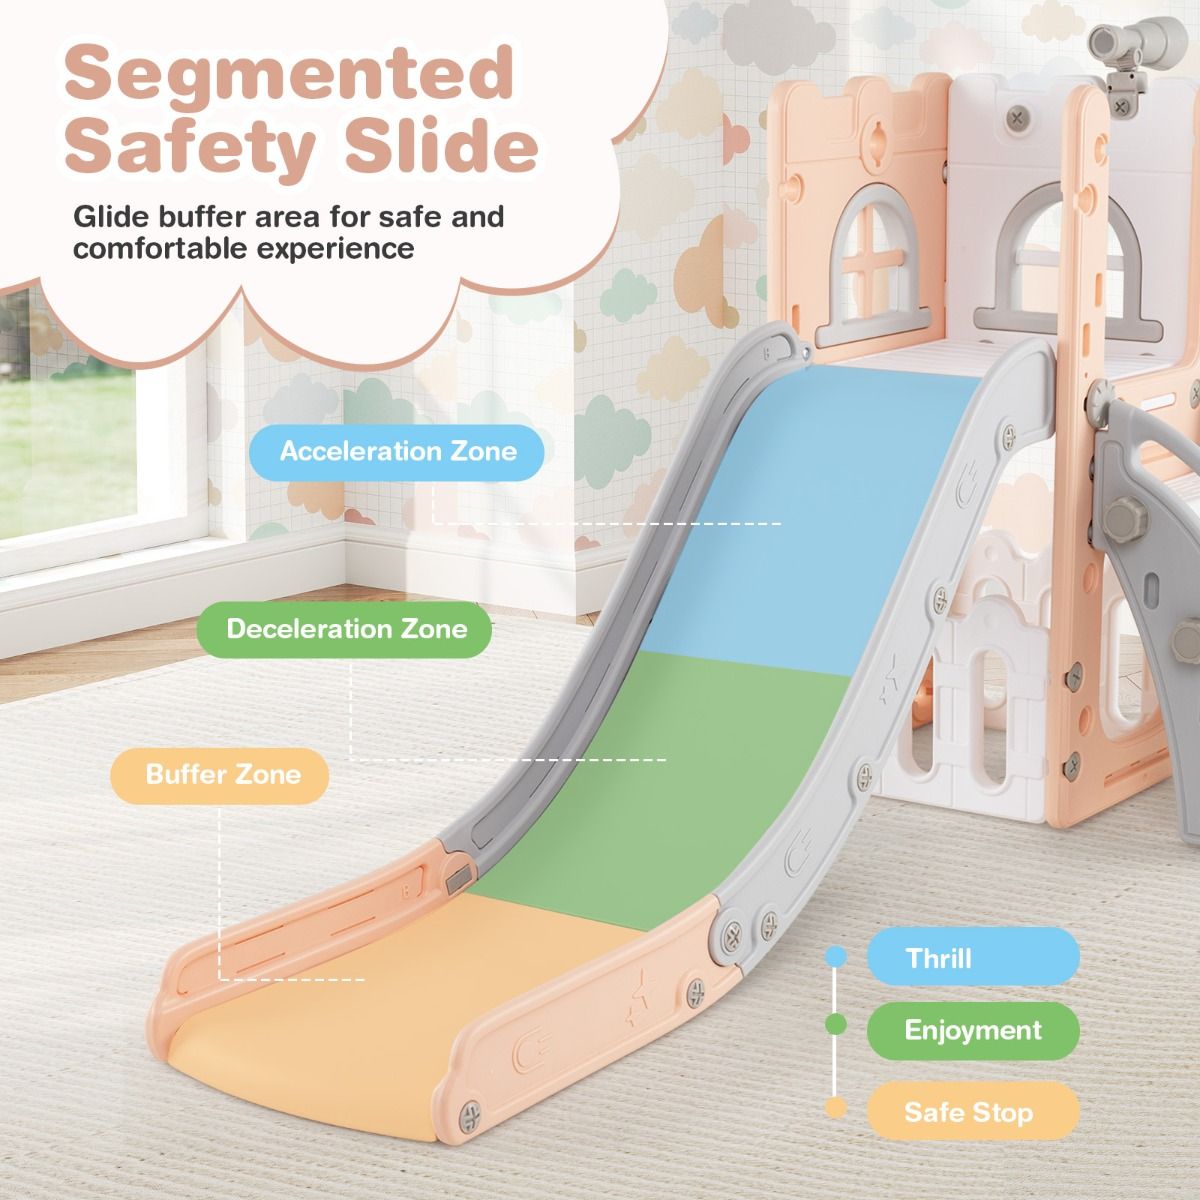 Segmented
Safety Slide
Glide buffer area for safe and
comfortable experience
Acceleration Zone
Deceleration Zone
Buffer Zone
Thrill
Enjoyment
Safe Stop